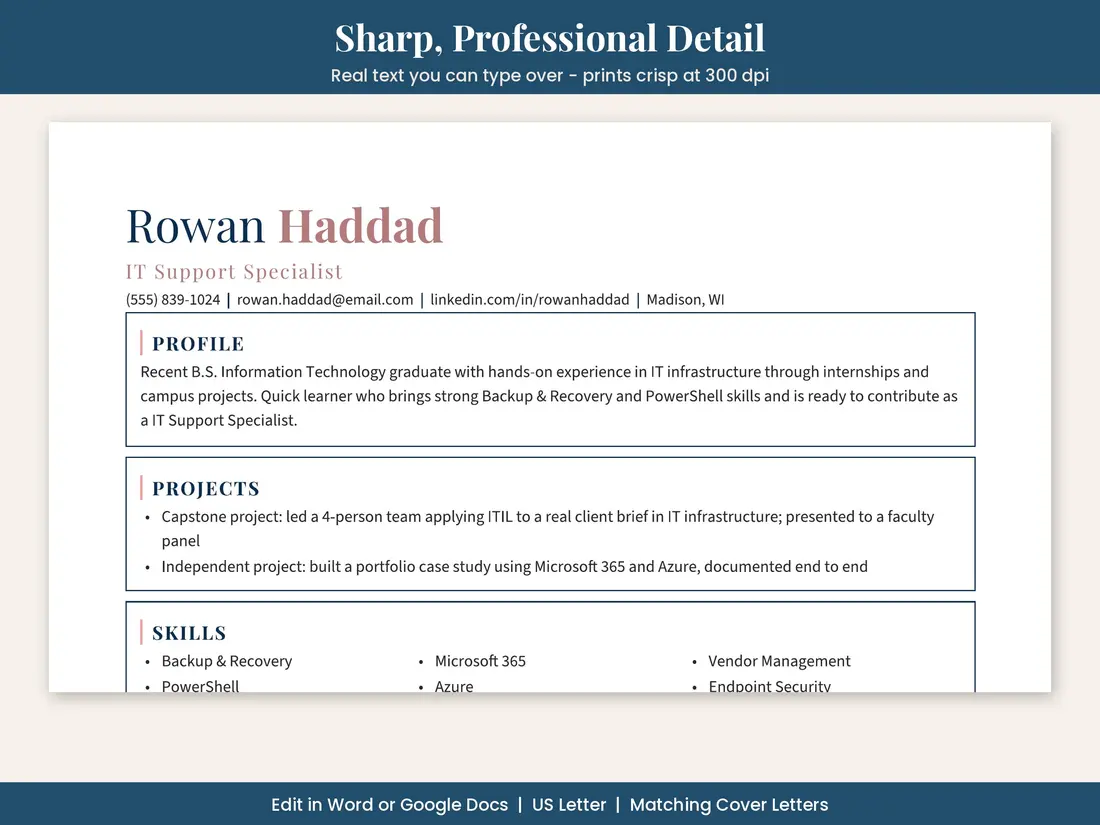 Sharp, Professional Detail
Real text you can type over - prints crisp at 300 dpi
Rowan Haddad
IT Support Specialist
(555) 839-1024 | rowan.haddad@email.com | linkedin.com/in/rowanhaddad | Madison, WI
PROFILE
Recent B.S. Information Technology graduate with hands-on experience in IT infrastructure through internships and
campus projects. Quick learner who brings strong Backup & Recovery and PowerShell skills and is ready to contribute as
a IT Support Specialist.
PROJECTS
• Capstone project: led a 4-person team applying ITIL to a real client brief in IT infrastructure; presented to a faculty
panel
• Independent project: built a portfolio case study using Microsoft 365 and Azure, documented end to end
SKILLS
• Backup & Recovery • Microsoft 365 • Vendor Management
• PowerShell • Azure • Endpoint Security
Edit in Word or Google Docs | US Letter | Matching Cover Letters